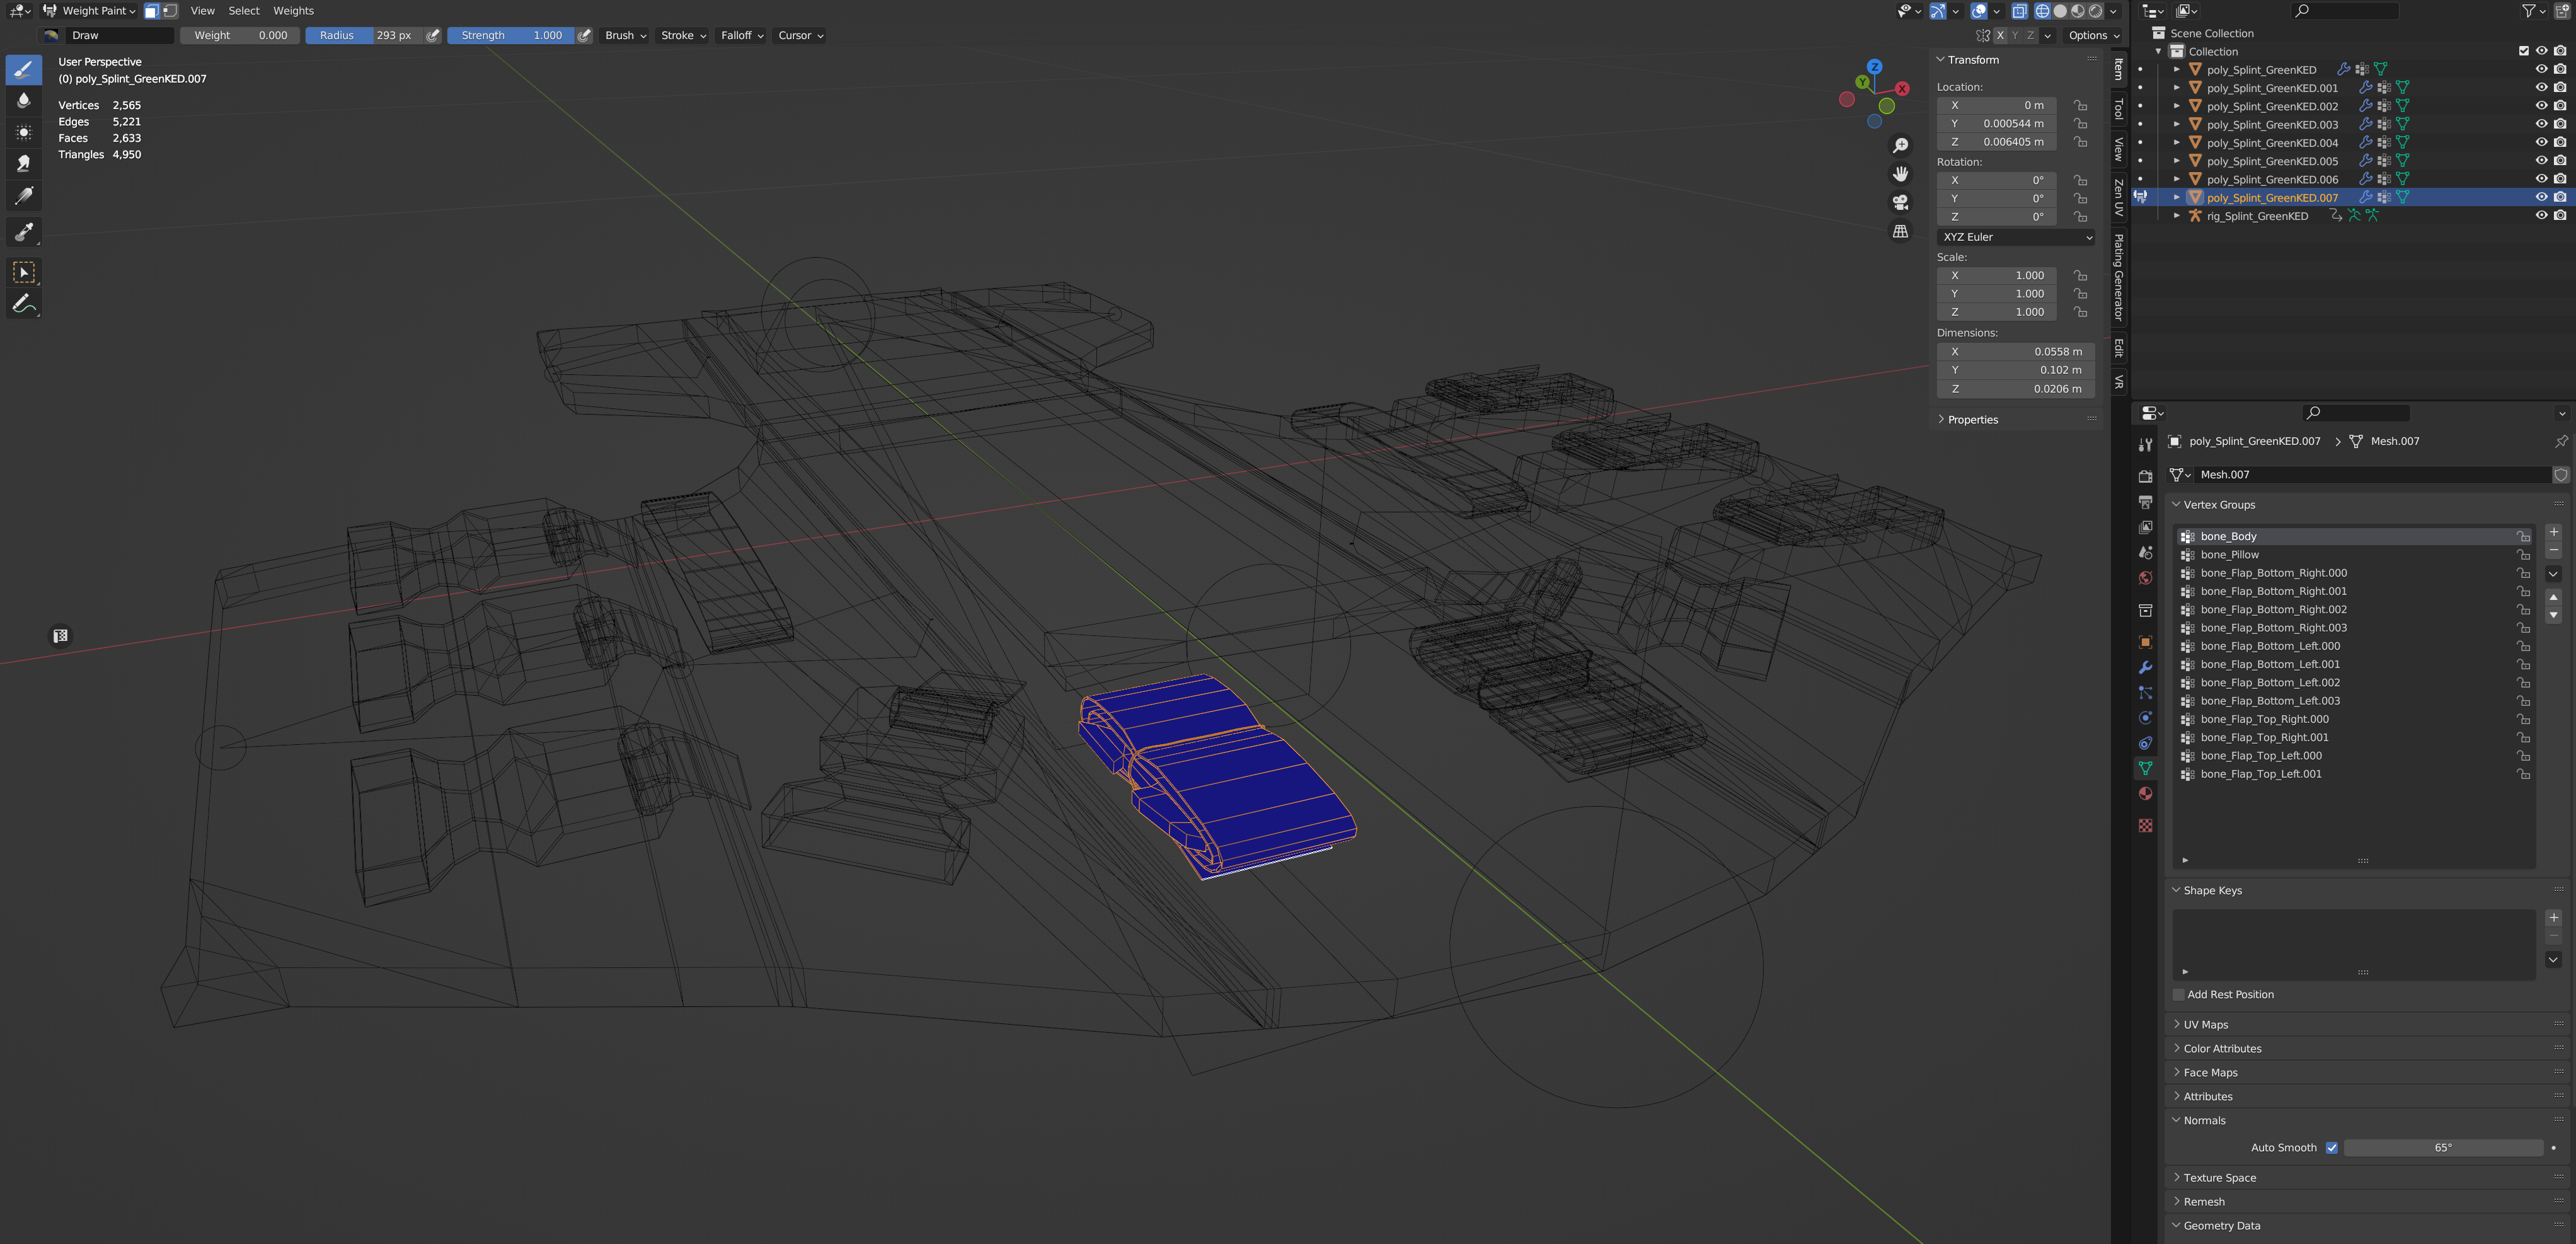 Weight Paint View Select Weights
Draw Weight 0.000 Radius 293 px Strength 1.000 Brush Stroke Falloff Cursor X Y Z Options
User Perspective
(0) poly_Splint_GreenKED.007
Vertices 2,565
Edges 5,221
Faces 2,633
Triangles 4,950
Z
Y
X
Transform
Location:
X 0 m
Y 0.000544 m
Z 0.006405 m
Rotation:
X 0°
Y 0°
Z 0°
XYZ Euler
Scale:
X 1.000
Y 1.000
Z 1.000
Dimensions:
X 0.0558 m
Y 0.102 m
Z 0.0206 m
Properties
Item
Tool
View
Zen UV
Plating Generator
Edit
VR
Scene Collection
Collection
poly_Splint_GreenKED
poly_Splint_GreenKED.001
poly_Splint_GreenKED.002
poly_Splint_GreenKED.003
poly_Splint_GreenKED.004
poly_Splint_GreenKED.005
poly_Splint_GreenKED.006
poly_Splint_GreenKED.007
rig_Splint_GreenKED
poly_Splint_GreenKED.007 Mesh.007
Mesh.007
Vertex Groups
bone_Body
bone_Pillow
bone_Flap_Bottom_Right.000
bone_Flap_Bottom_Right.001
bone_Flap_Bottom_Right.002
bone_Flap_Bottom_Right.003
bone_Flap_Bottom_Left.000
bone_Flap_Bottom_Left.001
bone_Flap_Bottom_Left.002
bone_Flap_Bottom_Left.003
bone_Flap_Top_Right.000
bone_Flap_Top_Right.001
bone_Flap_Top_Left.000
bone_Flap_Top_Left.001
Shape Keys
Add Rest Position
UV Maps
Color Attributes
Face Maps
Attributes
Normals
Auto Smooth 65°
Texture Space
Remesh
Geometry Data